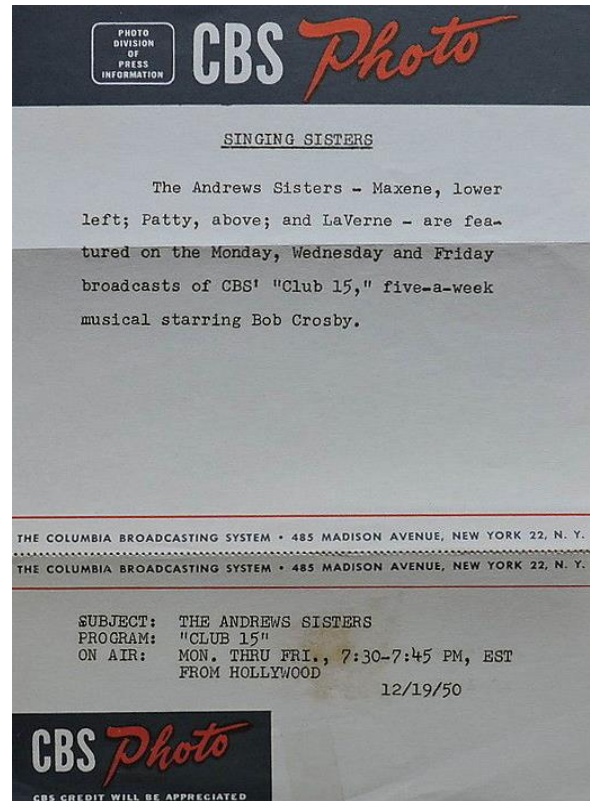 PHOTO
DIVISION
OF
PRESS
INFORMATION
CBS Photo
SINGING SISTERS
The Andrews Sisters - Maxene, lower
left; Patty, above; and LaVerne - are fea-
tured on the Monday, Wednesday and Friday
broadcasts of CBS' "Club 15," five-a-week
musical starring Bob Crosby.
THE COLUMBIA BROADCASTING SYSTEM • 485 MADISON AVENUE, NEW YORK 22, N. Y.
THE COLUMBIA BROADCASTING SYSTEM • 485 MADISON AVENUE, NEW YORK 22, N. Y.
SUBJECT: THE ANDREWS SISTERS
PROGRAM: "CLUB 15"
ON AIR: MON. THRU FRI., 7:30-7:45 PM, EST
FROM HOLLYWOOD
12/19/50
CBS Photo
CBS CREDIT WILL BE APPRECIATED